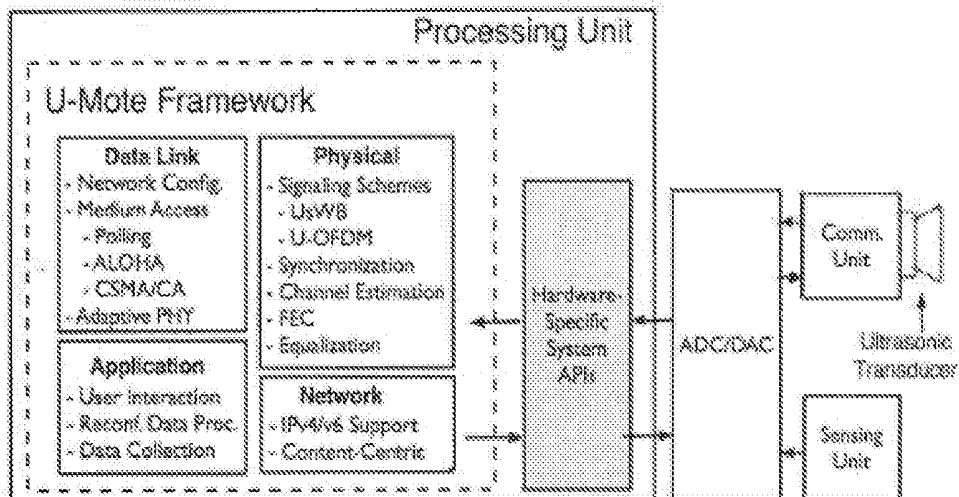 Processing Unit
U-Mote Framework
Data Link
- Network Config.
- Medium Access
- Polling
- ALOHA
- CSMA/CA
- Adaptive PHY
Physical
- Signaling Schemes
- UsWB
- U-OFDM
- Synchronization
- Channel Estimation
- FEC
- Equalization
Application
- User Interaction
- Reconf. Data Proc.
- Data Collection
Network
- IPv4/v6 Support
- Content-Centric
Hardware-
Specific
System
APIs
ADC/DAC
Comm.
Unit
Ultrasonic
Transducer
Sensing
Unit